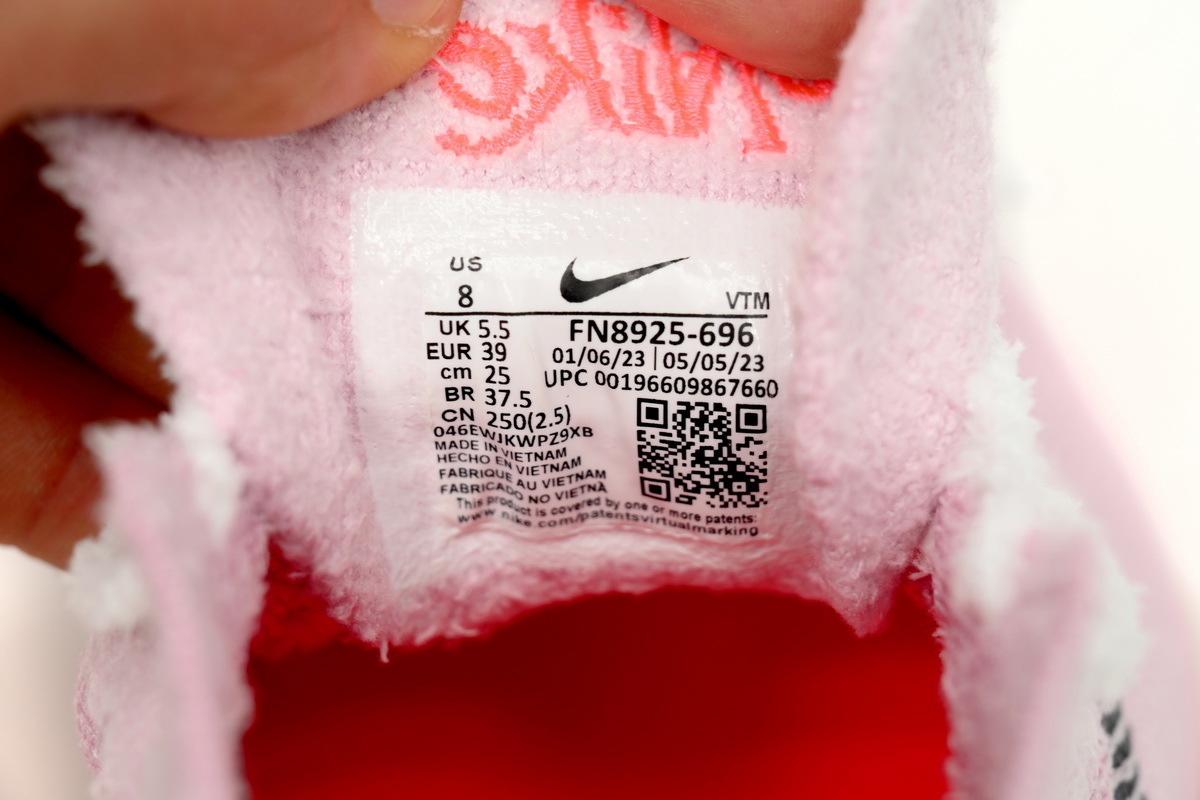 US
8
VTM
UK 5.5
EUR 39
cm 25
BR 37.5
CN 250(2.5)
FN8925-696
01/06/23 | 05/05/23
UPC 00196609867660
046EWJKWPZ9XB
MADE IN VIETNAM
HECHO EN VIETNAM
FABRIQUE AU VIETNAM
FABRICADO NO VIETNÃ
This product is covered by one or more patents:
www.nike.com/patentsvirtualmarking